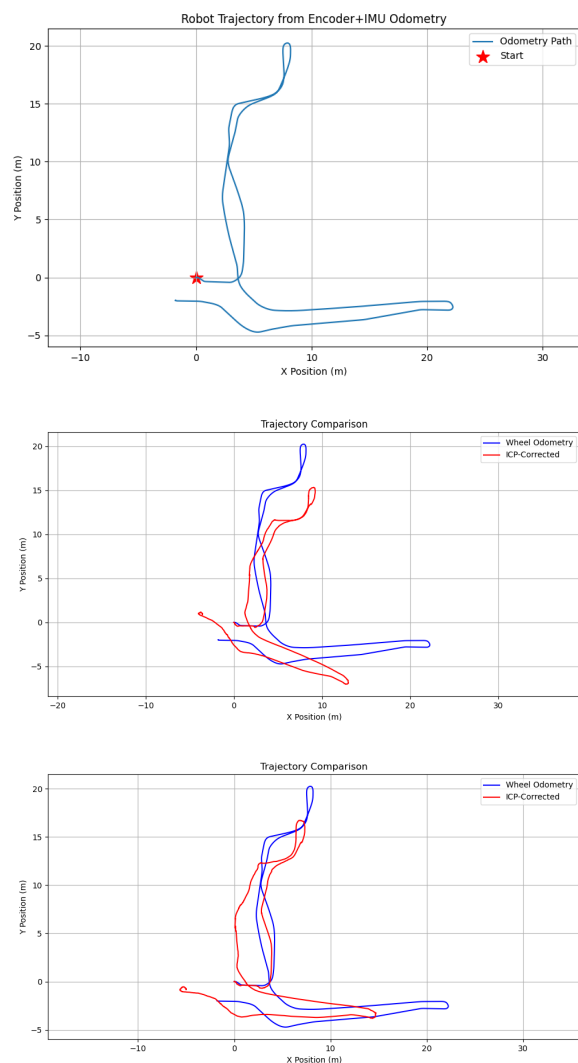 Robot Trajectory from Encoder+IMU Odometry
20
15
10
5
0
−5
Y Position (m)
Odometry Path
Start
−10 0 10 20 30
X Position (m)
Trajectory Comparison
20
15
10
5
0
−5
Y Position (m)
Wheel Odometry
ICP-Corrected
−20 −10 0 10 20 30
X Position (m)
Trajectory Comparison
20
15
10
5
0
−5
Y Position (m)
Wheel Odometry
ICP-Corrected
−10 0 10 20 30
X Position (m)